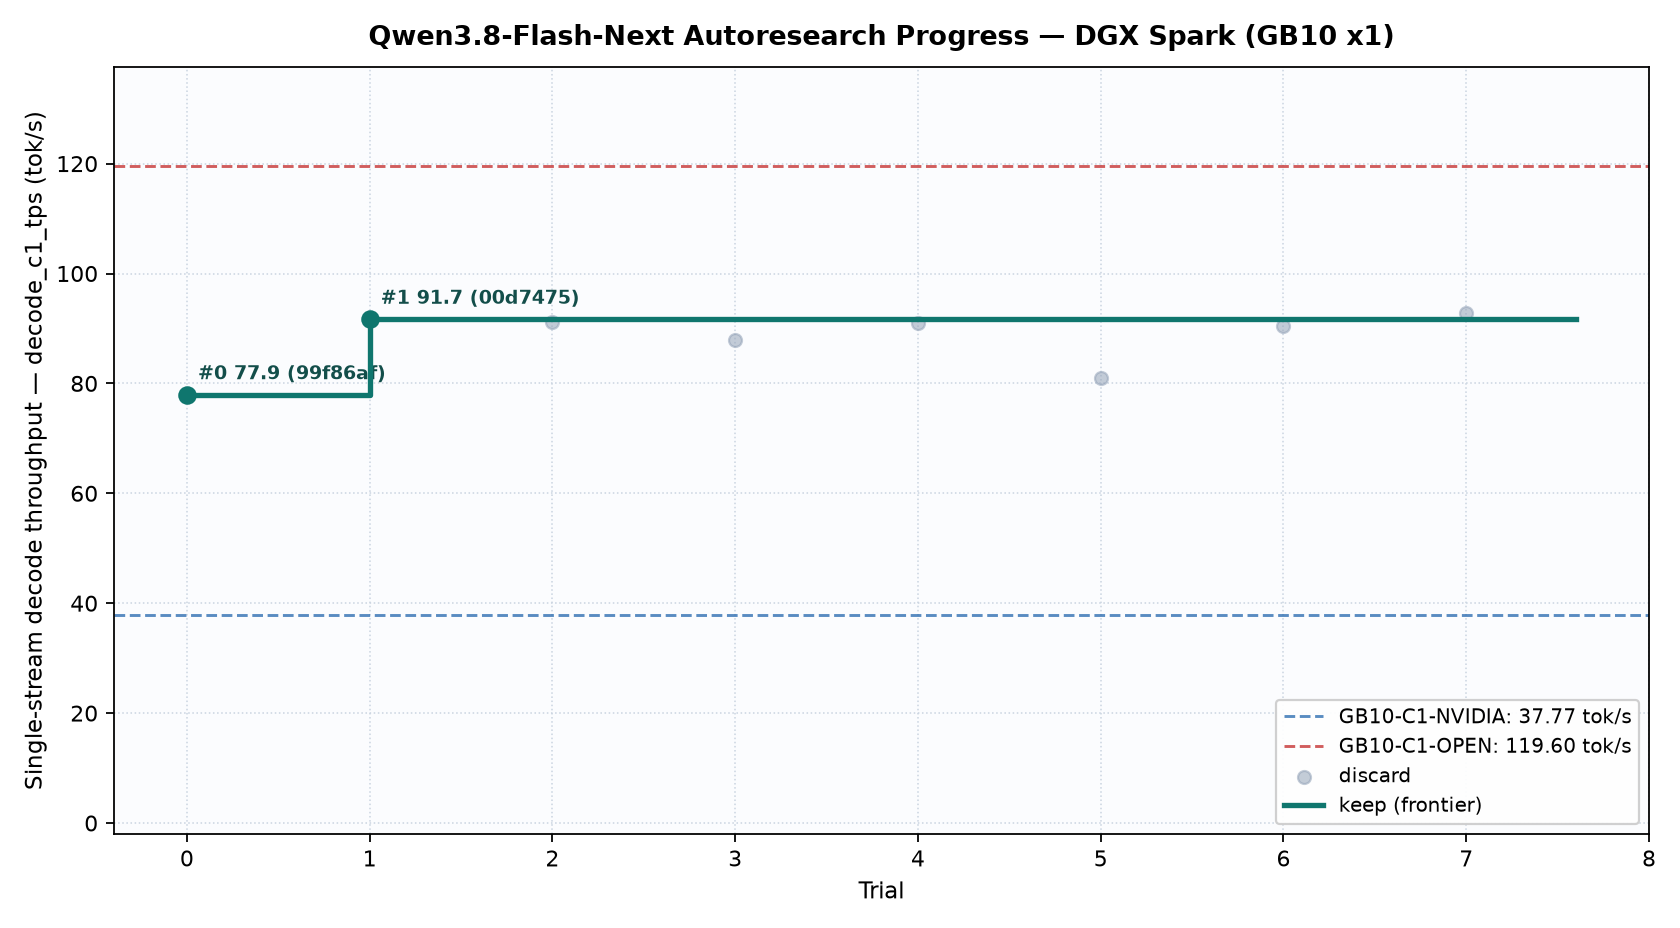 Qwen3.8-Flash-Next Autoresearch Progress — DGX Spark (GB10 x1)
Single-stream decode throughput — decode_c1_tps (tok/s)
120
100
80
60
40
20
0
#1 91.7 (00d7475)
#0 77.9 (99f86af)
GB10-C1-NVIDIA: 37.77 tok/s
GB10-C1-OPEN: 119.60 tok/s
discard
keep (frontier)
0 1 2 3 4 5 6 7 8
Trial